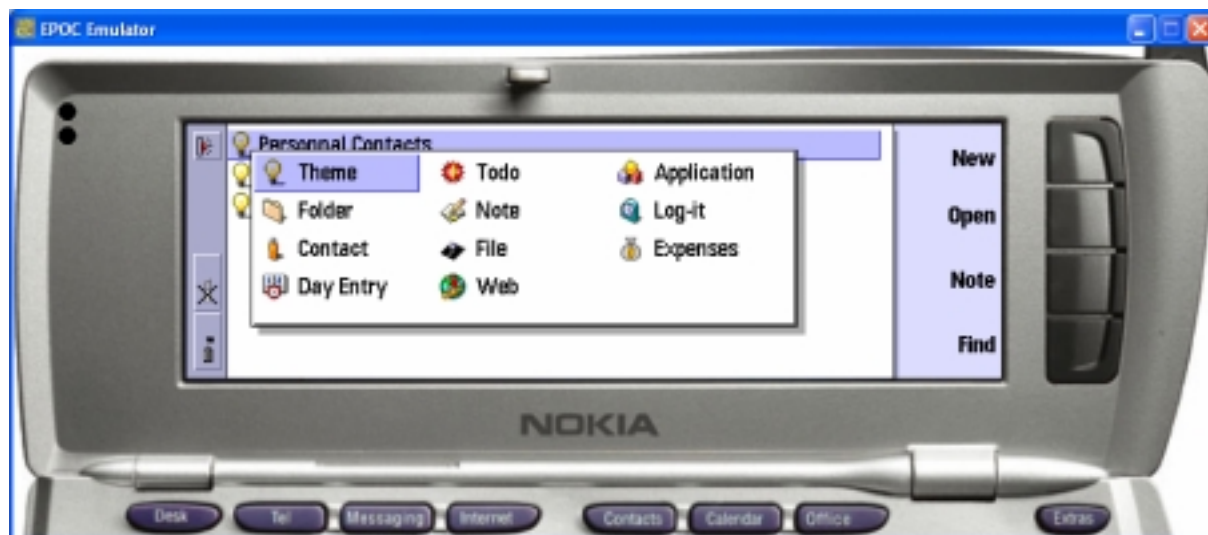 EPOC Emulator
Personnal Contacts
Theme Todo Application
Folder Note Log-it
Contact File Expenses
Day Entry Web
New
Open
Note
Find
NOKIA
Desk Tel Messaging Internet Contacts Calendar Office Extras